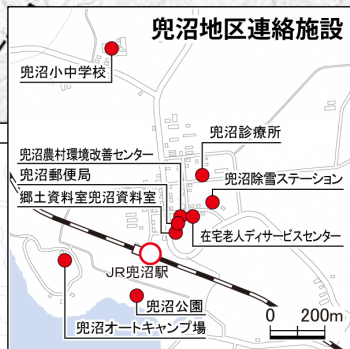 兜沼地区連絡施設
兜沼小中学校
兜沼診療所
兜沼農村環境改善センター
兜沼郵便局
兜沼除雪ステーション
郷土資料室兜沼資料室
在宅老人ディサービスセンター
JR兜沼駅
兜沼公園
兜沼オートキャンプ場
0 200m